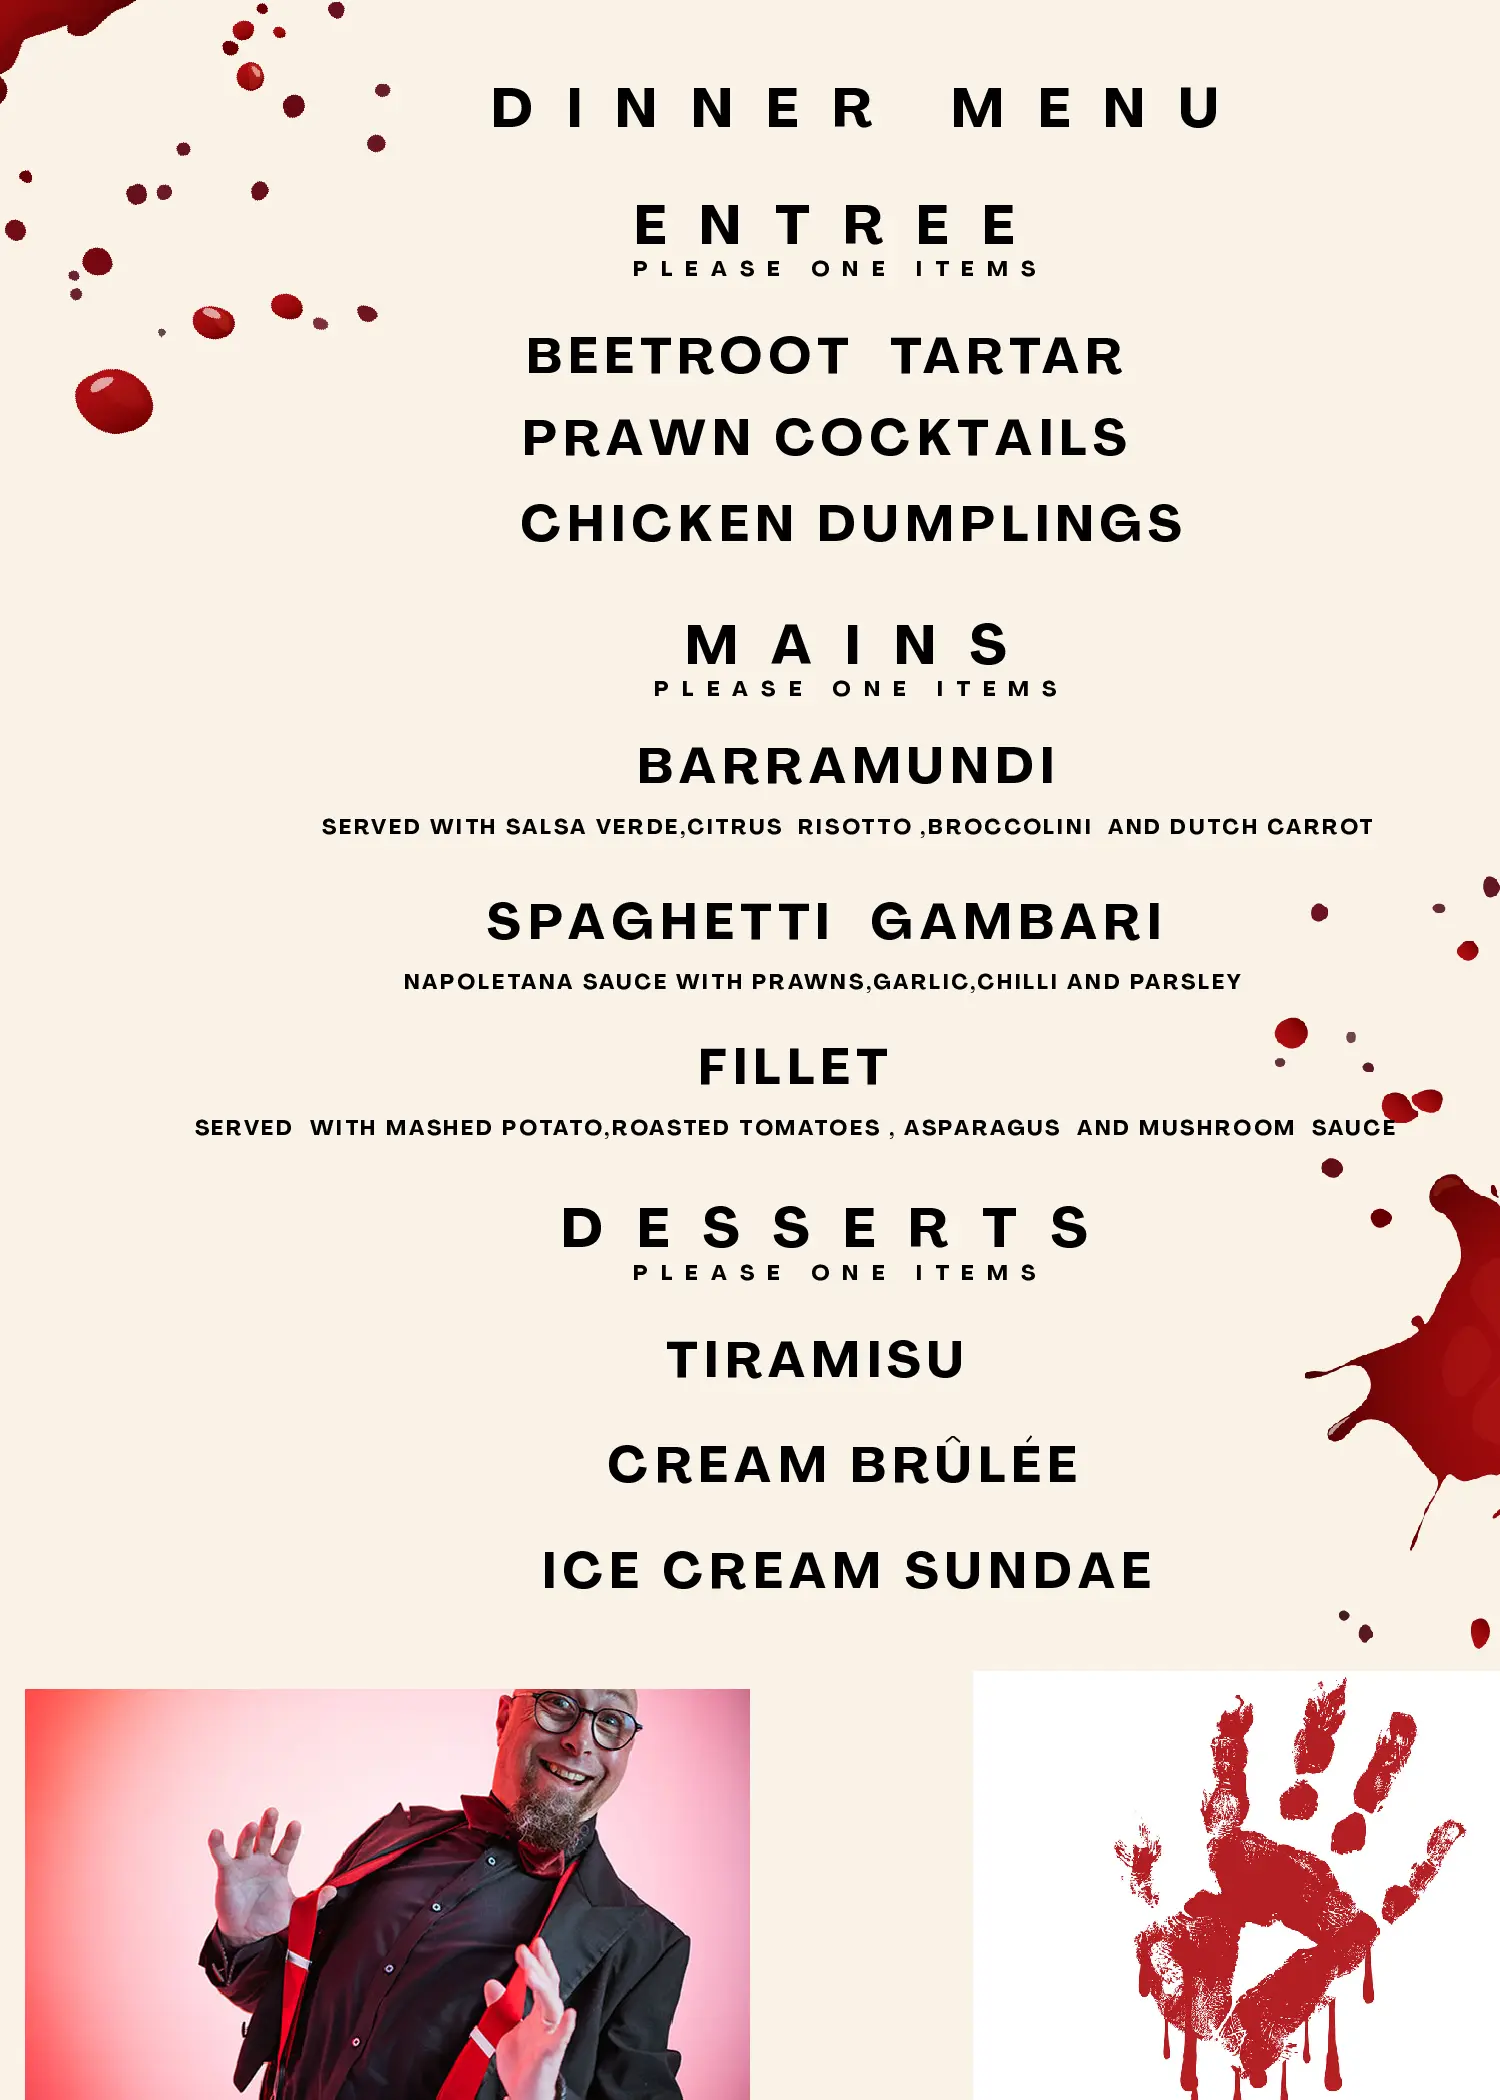 DINNER MENU
ENTREE
PLEASE ONE ITEMS
BEETROOT TARTAR
PRAWN COCKTAILS
CHICKEN DUMPLINGS
MAINS
PLEASE ONE ITEMS
BARRAMUNDI
SERVED WITH SALSA VERDE,CITRUS RISOTTO ,BROCCOLINI AND DUTCH CARROT
SPAGHETTI GAMBARI
NAPOLETANA SAUCE WITH PRAWNS,GARLIC,CHILLI AND PARSLEY
FILLET
SERVED WITH MASHED POTATO,ROASTED TOMATOES , ASPARAGUS AND MUSHROOM SAUCE
DESSERTS
PLEASE ONE ITEMS
TIRAMISU
CREAM BRÛLÉE
ICE CREAM SUNDAE